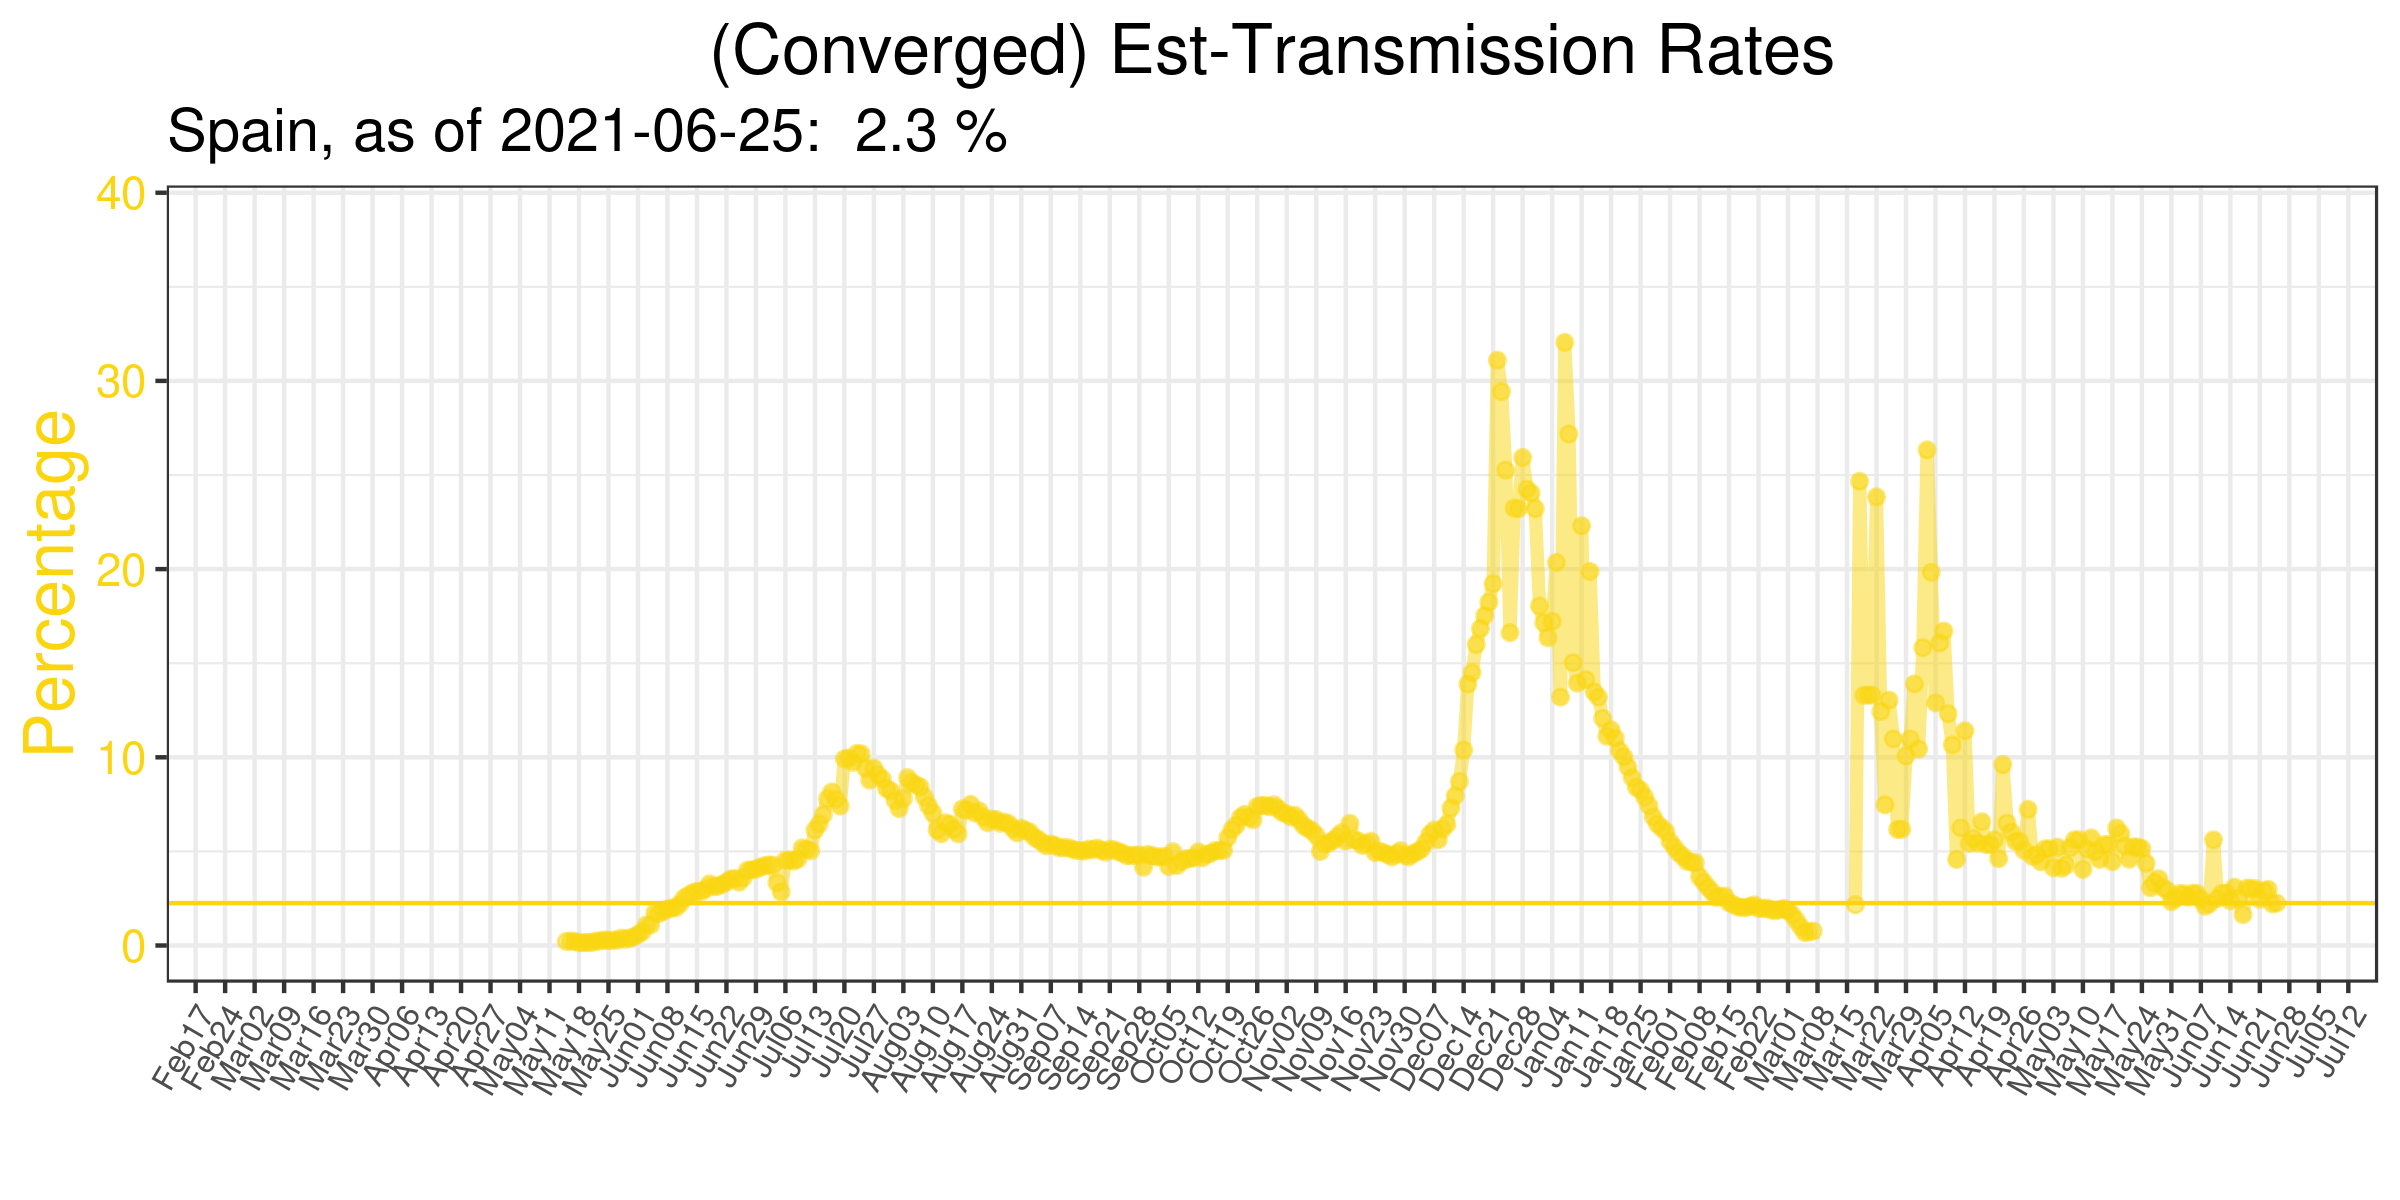 (Converged) Est-Transmission Rates
Spain, as of 2021-06-25:  2.3 %
Percentage
40
30
20
10
0
Feb17
Feb24
Mar02
Mar09
Mar16
Mar23
Mar30
Apr06
Apr13
Apr20
Apr27
May04
May11
May18
May25
Jun01
Jun08
Jun15
Jun22
Jun29
Jul06
Jul13
Jul20
Jul27
Aug03
Aug10
Aug17
Aug24
Aug31
Sep07
Sep14
Sep21
Sep28
Oct05
Oct12
Oct19
Oct26
Nov02
Nov09
Nov16
Nov23
Nov30
Dec07
Dec14
Dec21
Dec28
Jan04
Jan11
Jan18
Jan25
Feb01
Feb08
Feb15
Feb22
Mar01
Mar08
Mar15
Mar22
Mar29
Apr05
Apr12
Apr19
Apr26
May03
May10
May17
May24
May31
Jun07
Jun14
Jun21
Jun28
Jul05
Jul12